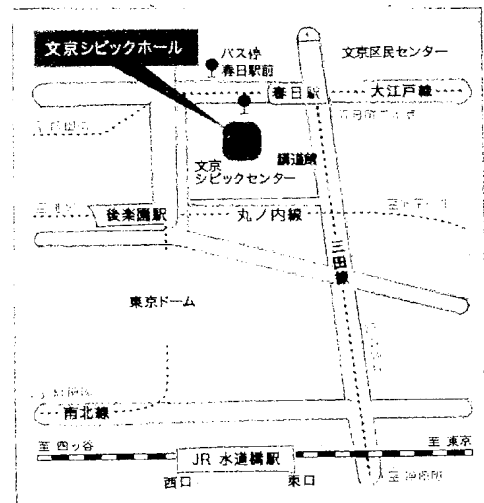 文京シビックホール
バス停
春日駅前
文京区民センター
春日駅
大江戸線
文京
シビックセンター
講道館
後楽園駅
丸ノ内線
三田線
東京ドーム
南北線
至 四ッ谷
JR 水道橋駅
至 東京
西口
東口
至 神保町